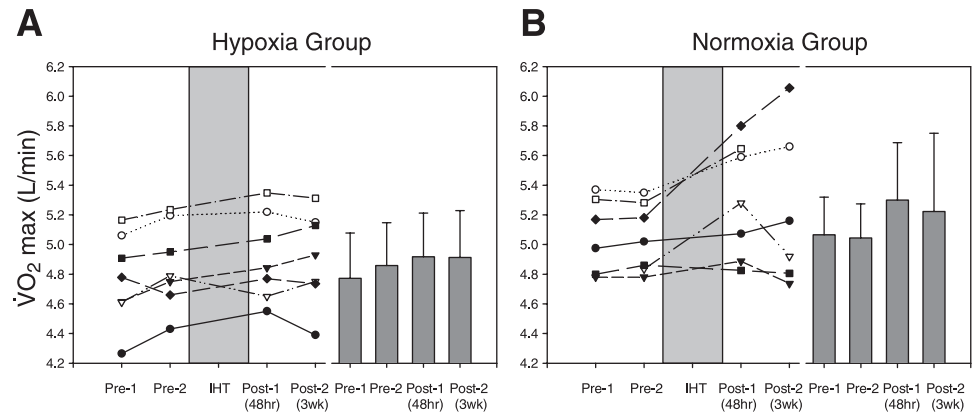 A
Hypoxia Group
V̇O2 max (L/min)
6.2
6.0
5.8
5.6
5.4
5.2
5.0
4.8
4.6
4.4
4.2
Pre-1 Pre-2 IHT Post-1 Post-2 Pre-1 Pre-2 Post-1 Post-2
(48hr) (3wk) (48hr) (3wk)
B
Normoxia Group
6.2
6.0
5.8
5.6
5.4
5.2
5.0
4.8
4.6
4.4
4.2
Pre-1 Pre-2 IHT Post-1 Post-2 Pre-1 Pre-2 Post-1 Post-2
(48hr) (3wk) (48hr) (3wk)